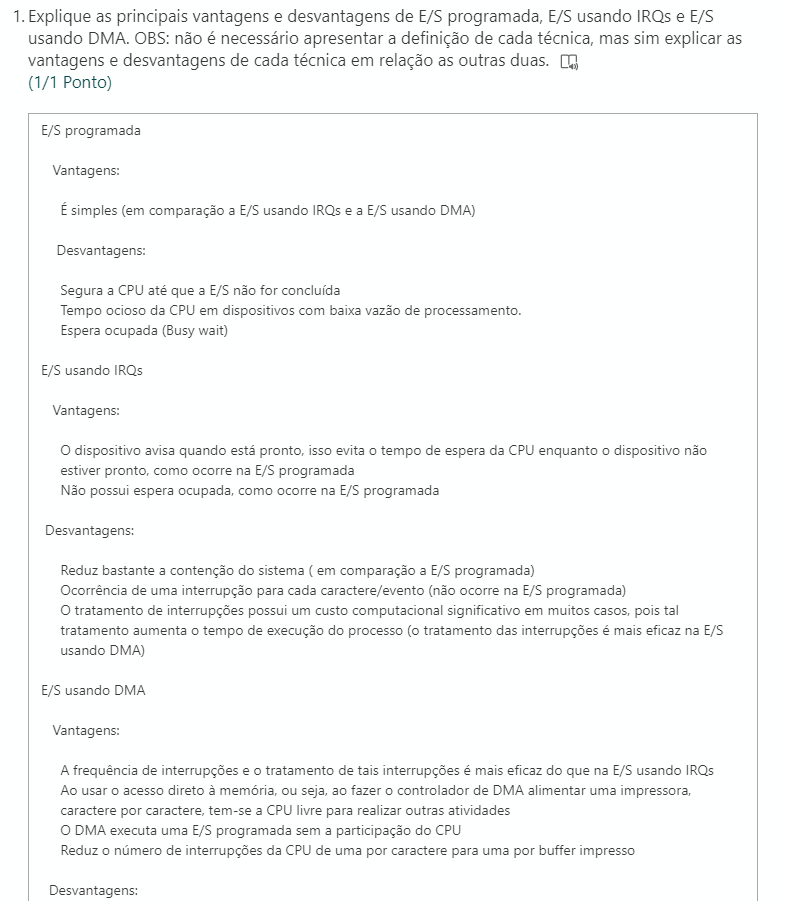 1. Explique as principais vantagens e desvantagens de E/S programada, E/S usando IRQs e E/S
usando DMA. OBS: não é necessário apresentar a definição de cada técnica, mas sim explicar as
vantagens e desvantagens de cada técnica em relação as outras duas.
(1/1 Ponto)
E/S programada
Vantagens:
É simples (em comparação a E/S usando IRQs e a E/S usando DMA)
Desvantagens:
Segura a CPU até que a E/S não for concluída
Tempo ocioso da CPU em dispositivos com baixa vazão de processamento.
Espera ocupada (Busy wait)
E/S usando IRQs
Vantagens:
O dispositivo avisa quando está pronto, isso evita o tempo de espera da CPU enquanto o dispositivo não
estiver pronto, como ocorre na E/S programada
Não possui espera ocupada, como ocorre na E/S programada
Desvantagens:
Reduz bastante a contenção do sistema ( em comparação a E/S programada)
Ocorrência de uma interrupção para cada caractere/evento (não ocorre na E/S programada)
O tratamento de interrupções possui um custo computacional significativo em muitos casos, pois tal
tratamento aumenta o tempo de execução do processo (o tratamento das interrupções é mais eficaz na E/S
usando DMA)
E/S usando DMA
Vantagens:
A frequência de interrupções e o tratamento de tais interrupções é mais eficaz do que na E/S usando IRQs
Ao usar o acesso direto à memória, ou seja, ao fazer o controlador de DMA alimentar uma impressora,
caractere por caractere, tem-se a CPU livre para realizar outras atividades
O DMA executa uma E/S programada sem a participação do CPU
Reduz o número de interrupções da CPU de uma por caractere para uma por buffer impresso
Desvantagens: